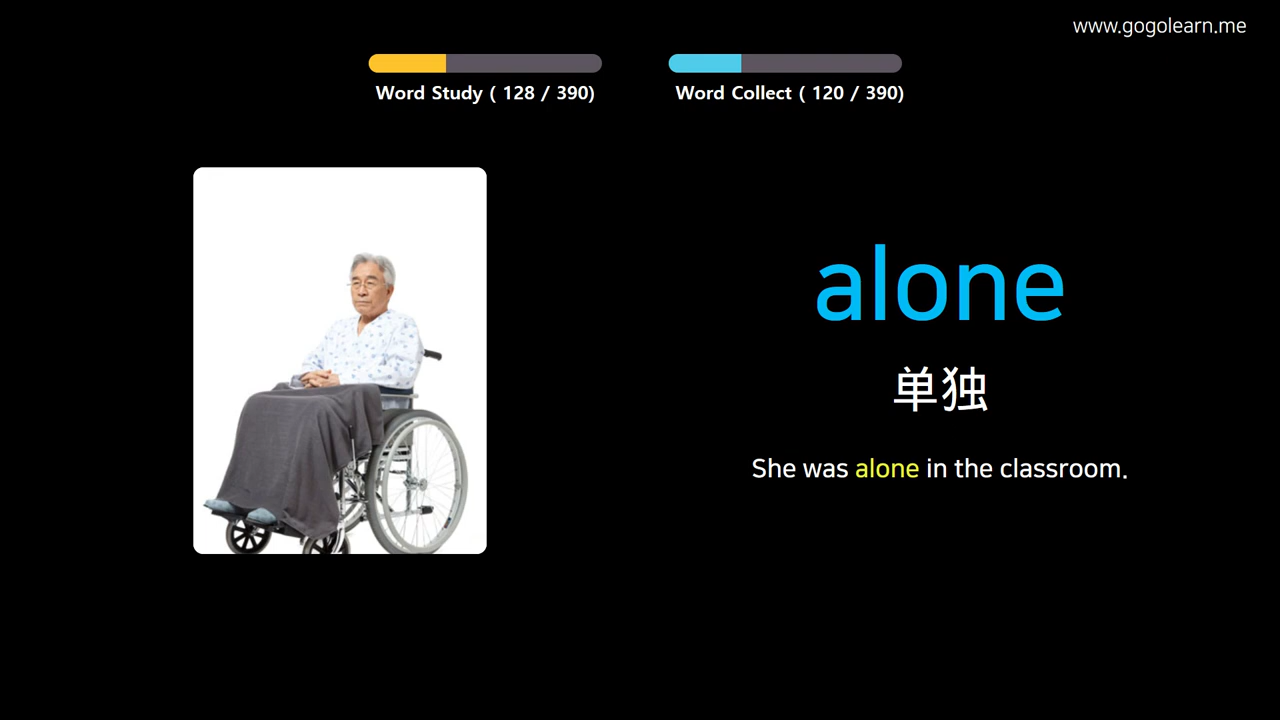 www.gogolearn.me
Word Study ( 128 / 390)
Word Collect ( 120 / 390)
alone
单独
She was alone in the classroom.